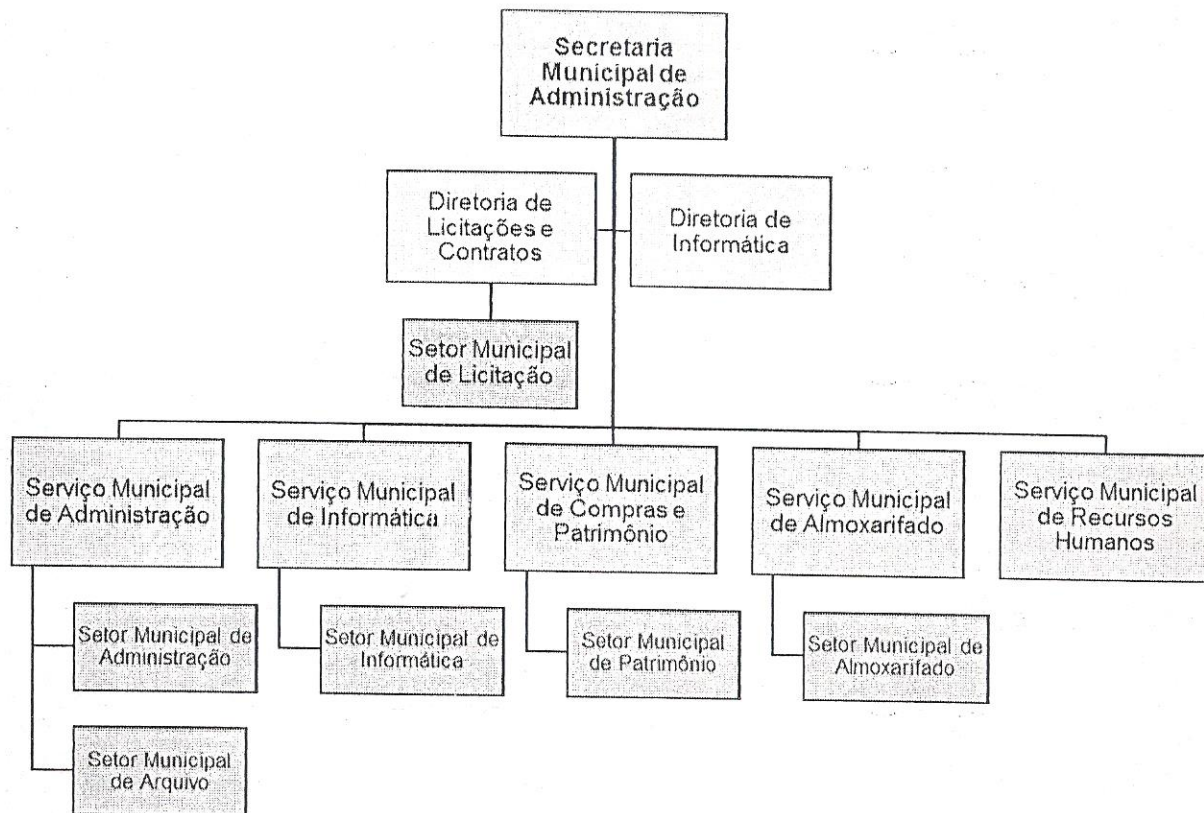 Secretaria
Municipal de
Administração
Diretoria de
Licitações e
Contratos
Diretoria de
Informática
Setor Municipal
de Licitação
Serviço Municipal
de Administração
Serviço Municipal
de Informática
Serviço Municipal
de Compras e
Patrimônio
Serviço Municipal
de Almoxarifado
Serviço Municipal
de Recursos
Humanos
Setor Municipal de
Administração
Setor Municipal de
Informática
Setor Municipal
de Patrimônio
Setor Municipal de
Almoxarifado
Setor Municipal
de Arquivo